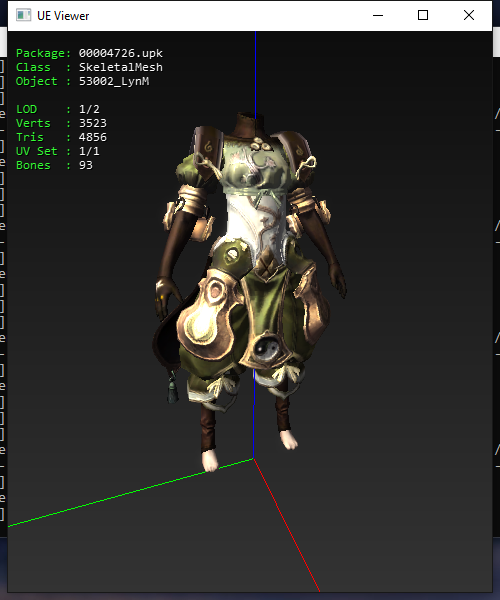 UE Viewer
Package: 00004726.upk
Class  : SkeletalMesh
Object : 53002_LynM
LOD    : 1/2
Verts  : 3523
Tris   : 4856
UV Set : 1/1
Bones  : 93